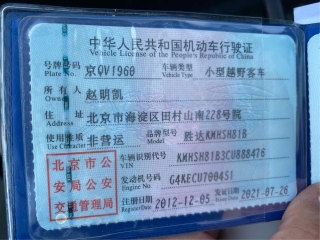 中华人民共和国机动车行驶证
Vehicle License of the People's Republic of China
号牌号码 京QV1960 车辆类型 小型越野客车
Plate No. Vehicle Type
所有人 赵明凯
Owner
住址 北京市海淀区田村山南228号院
Address
使用性质 非营运 品牌型号 胜达KMHSH81B
Use Character Model
北京市公安局公安交通管理局
车辆识别代号 KMHSH81B3CU888476
VIN
发动机号码 G4KECU700451
Engine No.
注册日期 2012-12-05 发证日期 2021-07-26
Register Date Issue Date